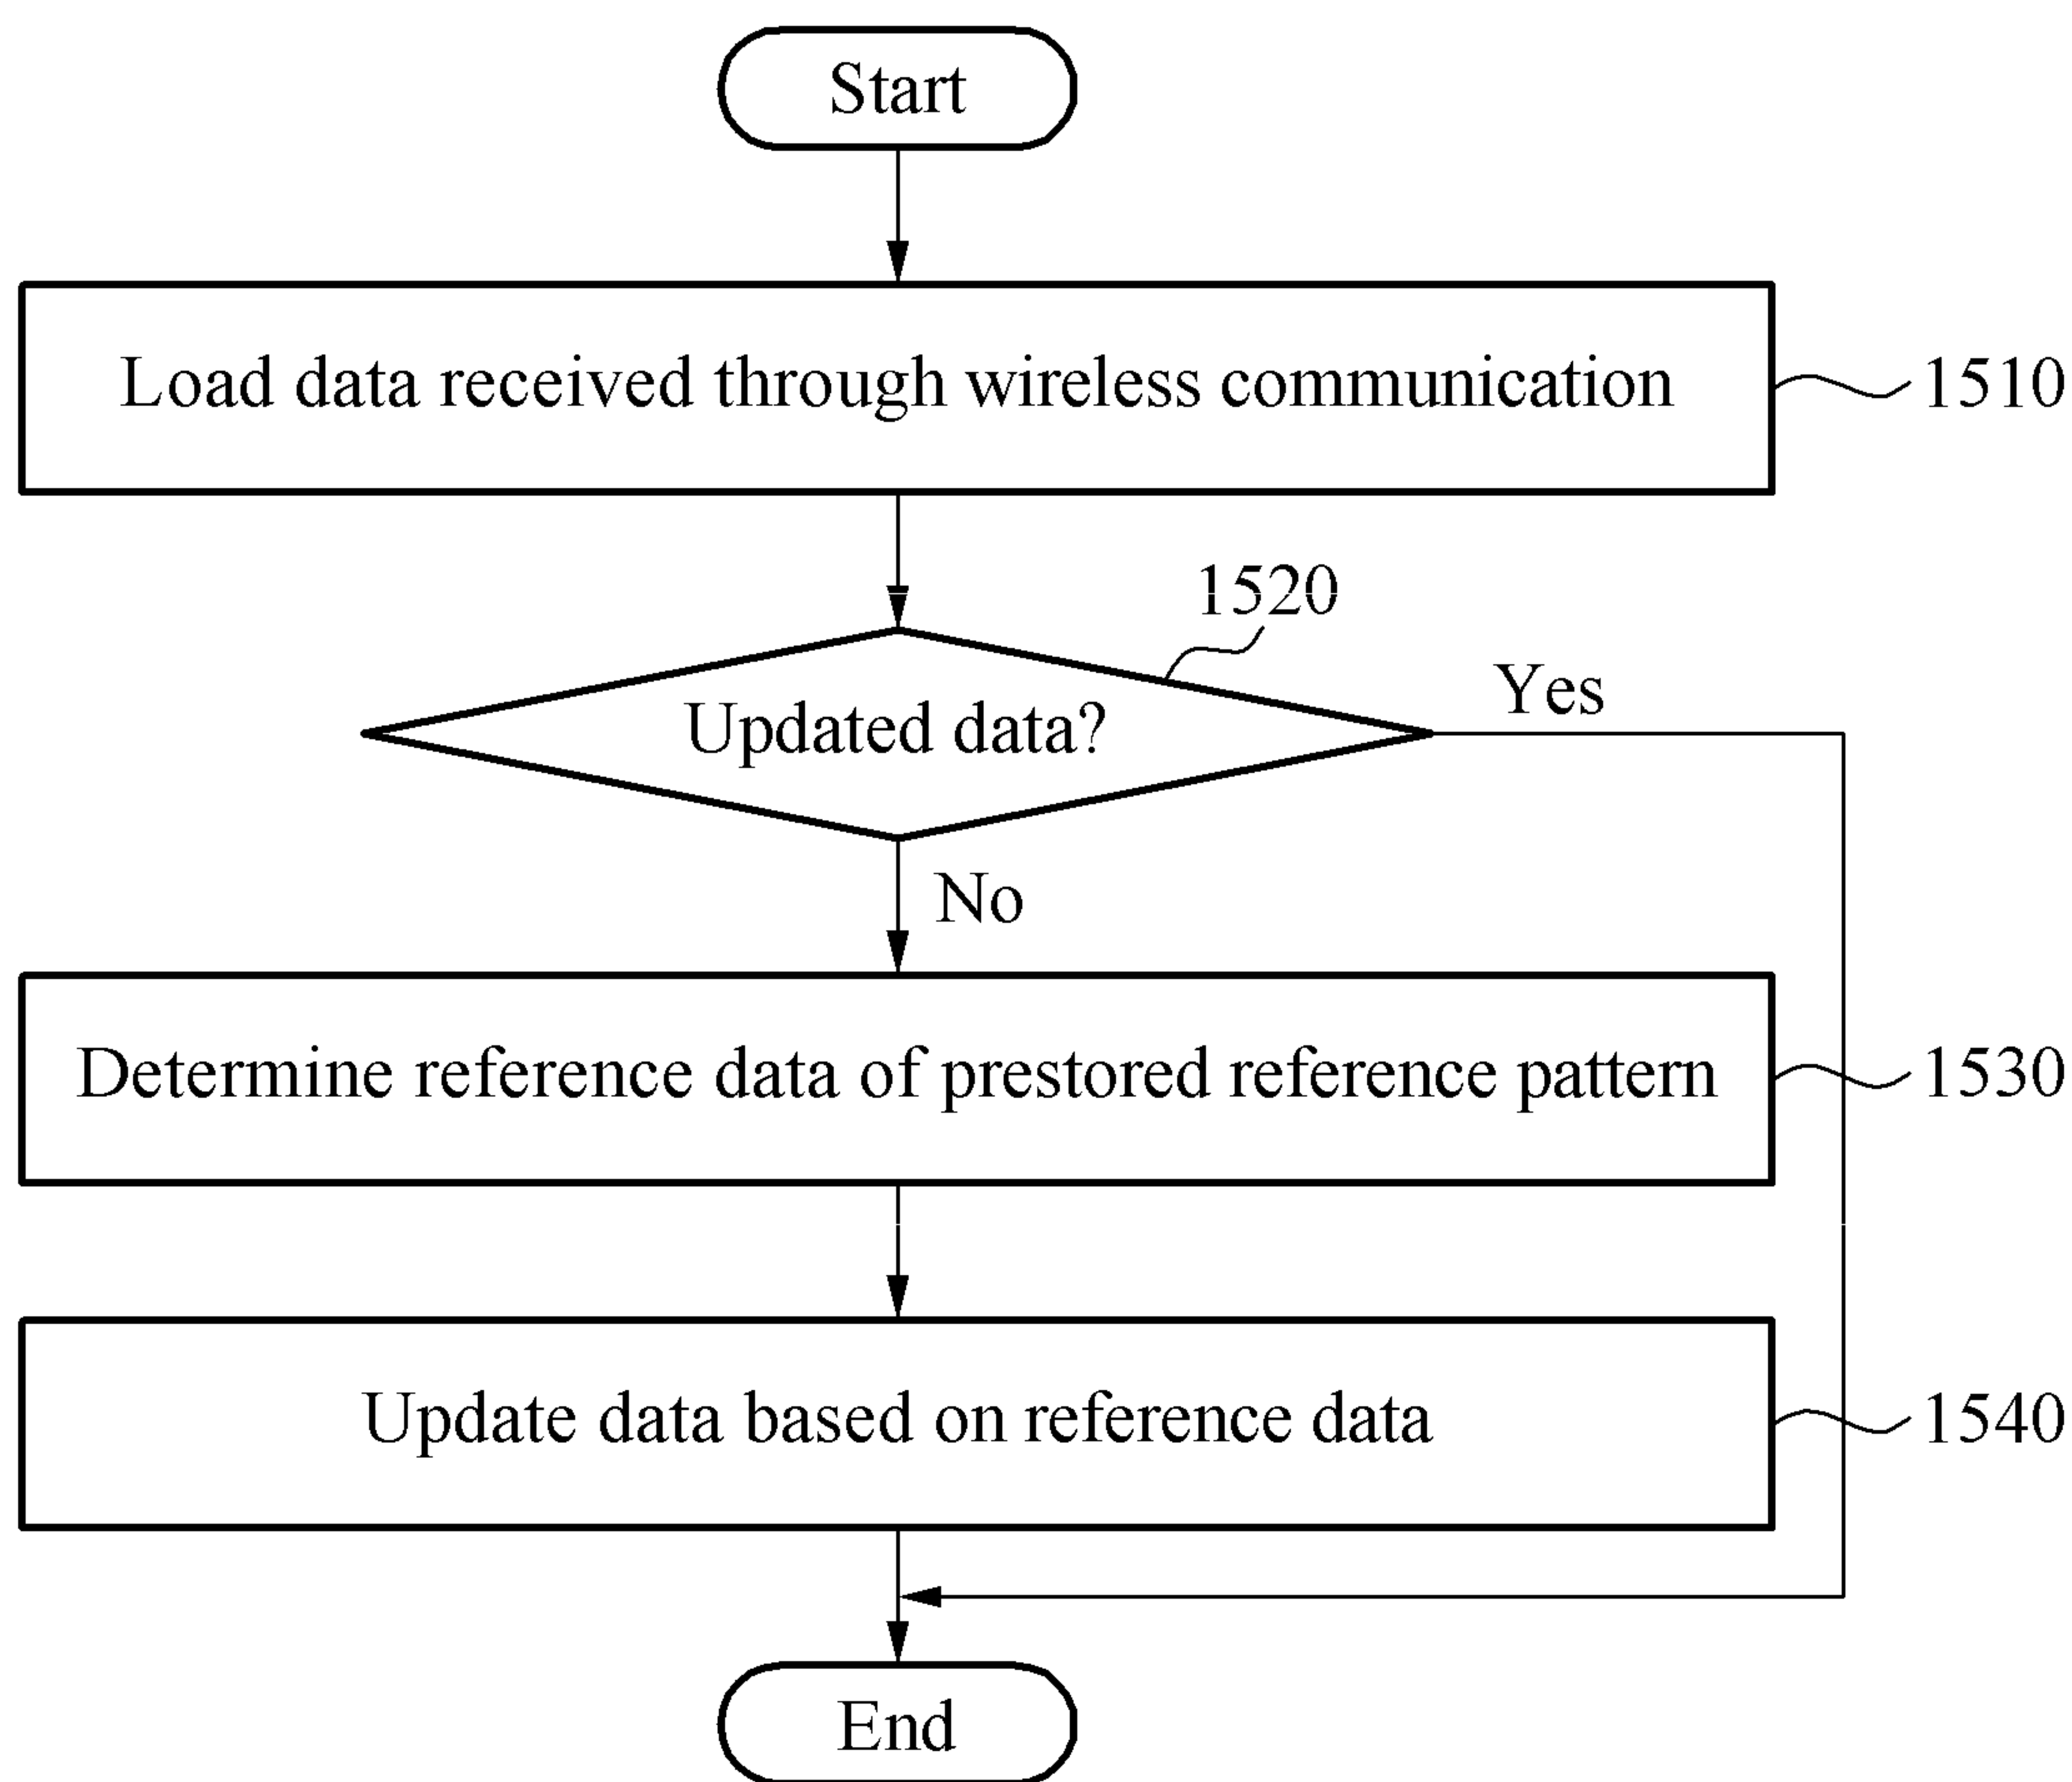 Start
Load data received through wireless communication
1510
1520
Updated data?
Yes
No
Determine reference data of prestored reference pattern
1530
Update data based on reference data
1540
End